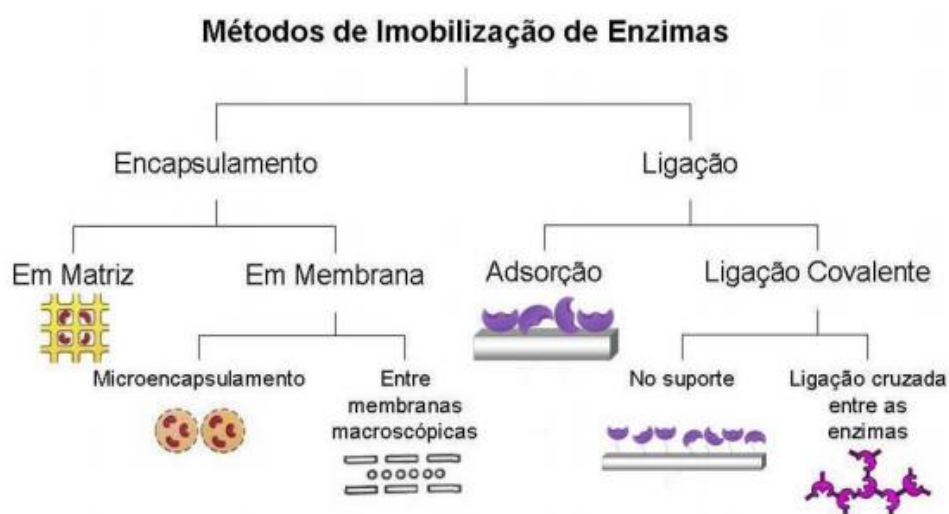 Métodos de Imobilização de Enzimas
Encapsulamento
Ligação
Em Matriz
Em Membrana
Adsorção
Ligação Covalente
Microencapsulamento
Entre
membranas
macroscópicas
No suporte
Ligação cruzada
entre as
enzimas